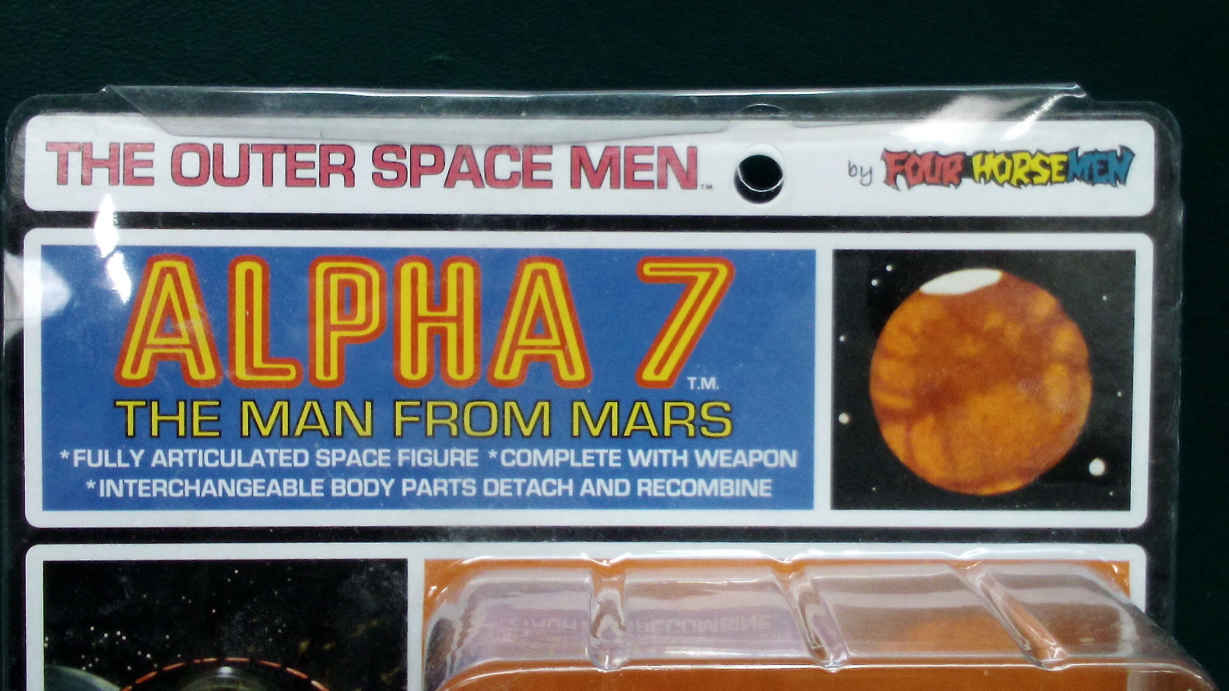 THE OUTER SPACE MEN™ by FOUR HORSEMEN
ALPHA 7 T.M.
THE MAN FROM MARS
*FULLY ARTICULATED SPACE FIGURE *COMPLETE WITH WEAPON
*INTERCHANGEABLE BODY PARTS DETACH AND RECOMBINE